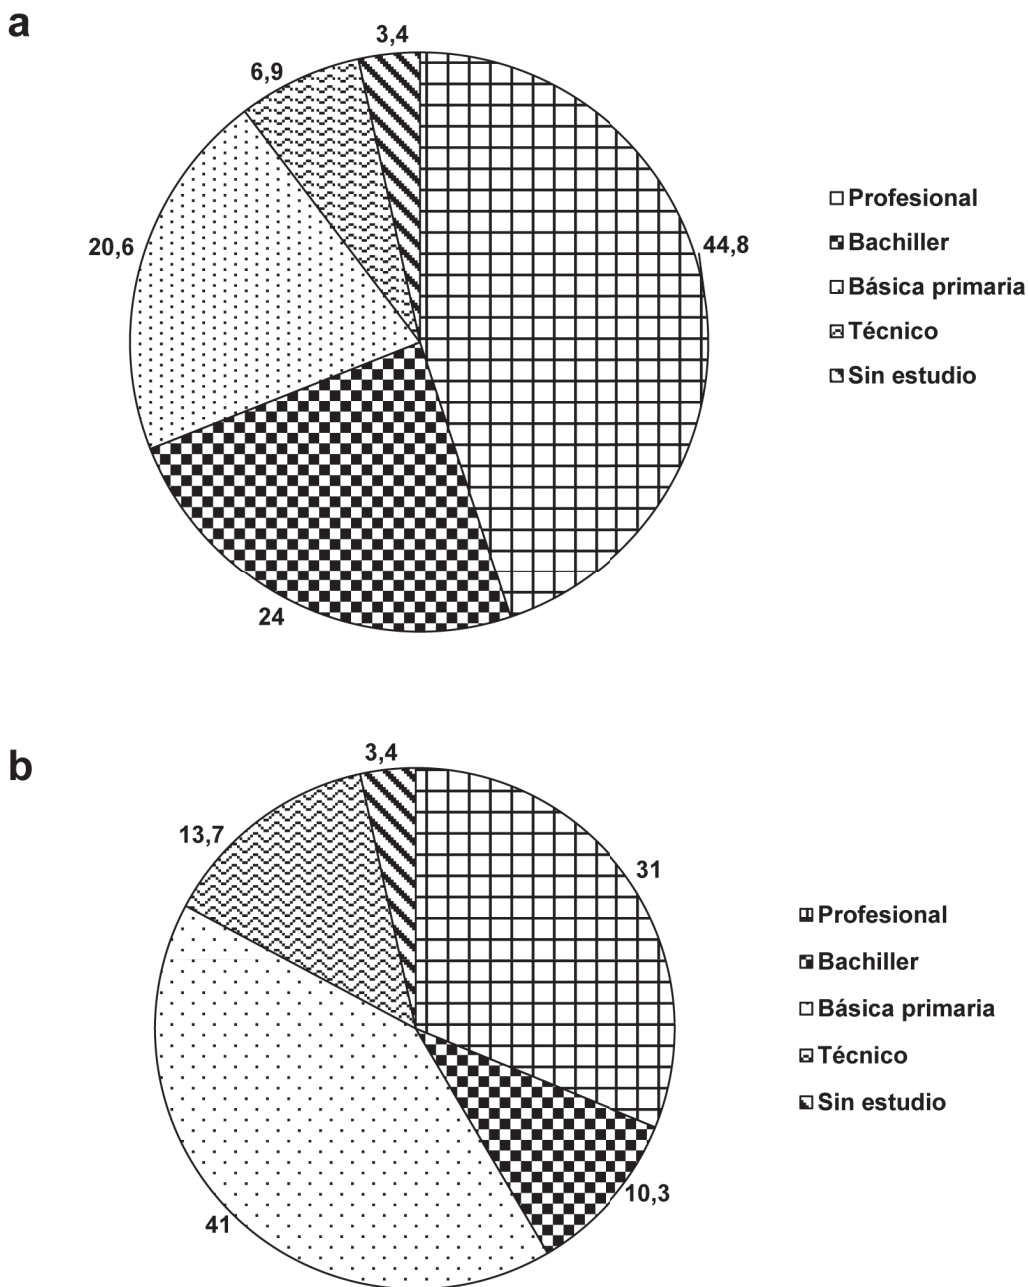 a
3,4
6,9
20,6
44,8
24
Profesional
Bachiller
Básica primaria
Técnico
Sin estudio
b
3,4
13,7
31
41
10,3
Profesional
Bachiller
Básica primaria
Técnico
Sin estudio